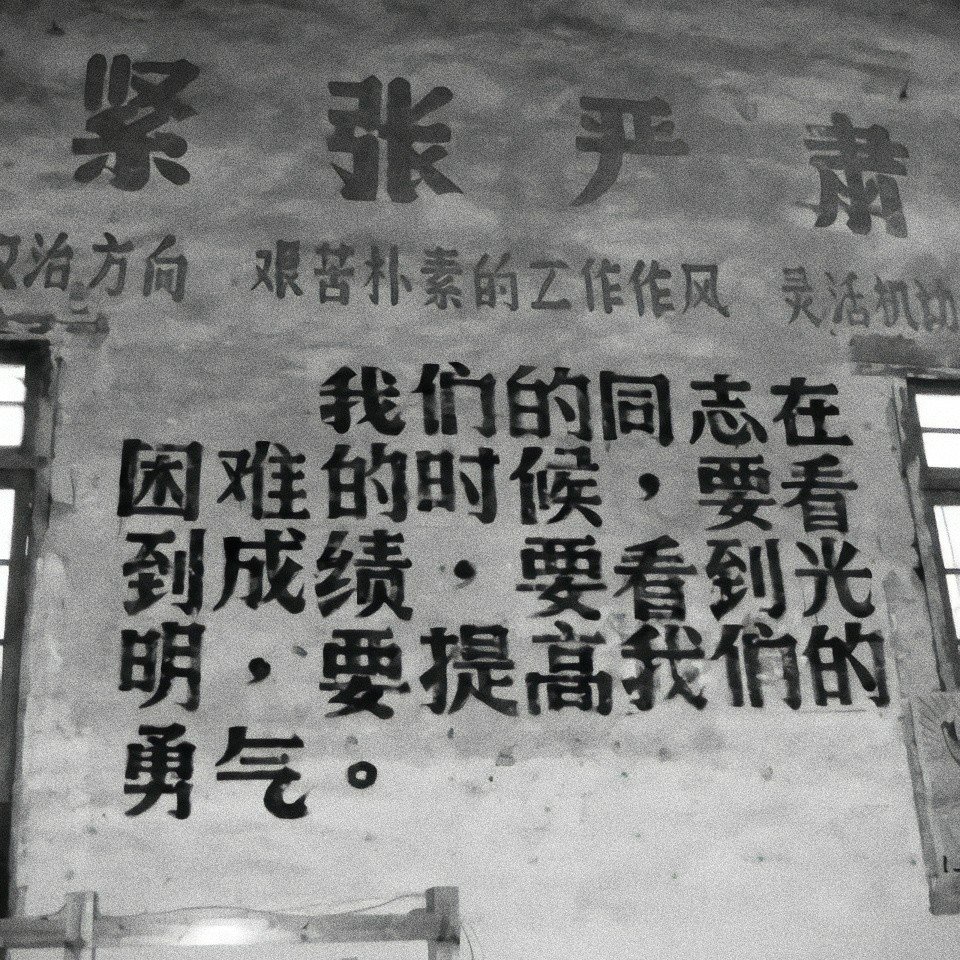 紧张严肃
政治方向 艰苦朴素的工作作风 灵活机动
我们的同志在
困难的时候，要看
到成绩，要看到光
明，要提高我们的
勇气。